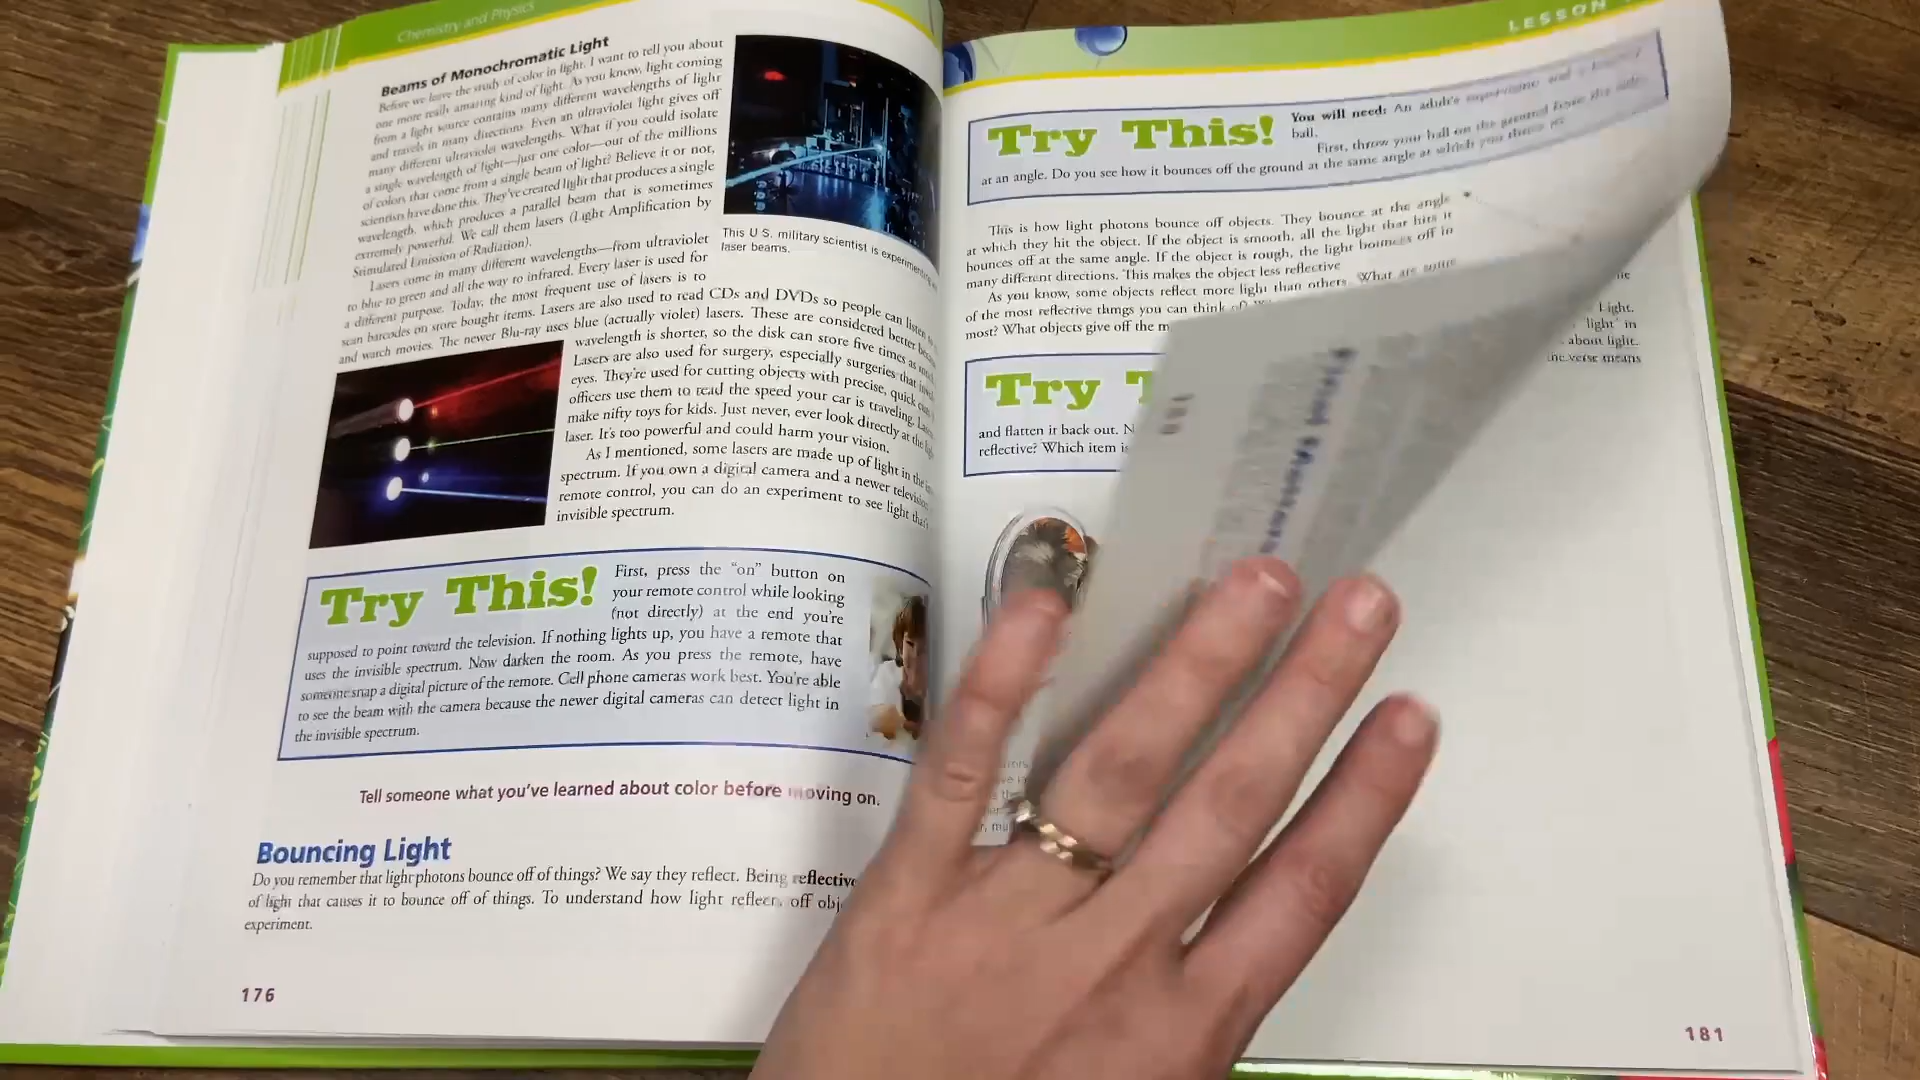 Chemistry and Physics
Beams of Monochromatic Light
Before we leave the study of color in light, I want to tell you about
one more really amazing kind of light. As you know, light coming
from a light source contains many different wavelengths of light
and travels in many directions. Even an ultraviolet light gives off
many different ultraviolet wavelengths. What if you could isolate
a single wavelength of light—just one color—out of the millions
of colors that come from a single beam of light? Believe it or not,
scientists have done this. They've created light that produces a single
wavelength, which produces a parallel beam that is sometimes
extremely powerful. We call them lasers (Light Amplification by
Stimulated Emission of Radiation).
Lasers come in many different wavelengths—from ultraviolet
to blue to green and all the way to infrared. Every laser is used for
a different purpose. Today, the most frequent use of lasers is to
scan barcodes on store bought items. Lasers are also used to read CDs and DVDs so people can listen
and watch movies. The newer Blu-ray uses blue (actually violet) lasers. These are considered better
wavelength is shorter, so the disk can store five times as
Lasers are also used for surgery, especially surgeries that
eyes. They're used for cutting objects with precise, quick
officers use them to read the speed your car is traveling.
make nifty toys for kids. Just never, ever look directly at the
laser. It's too powerful and could harm your vision.
As I mentioned, some lasers are made up of light in the
spectrum. If you own a digital camera and a newer television
remote control, you can do an experiment to see light
invisible spectrum.
This U.S. military scientist is experimenting
laser beams.
Try This!
First, press the "on" button on
your remote control while looking
(not directly) at the end you're
supposed to point toward the television. If nothing lights up, you have a remote that
uses the invisible spectrum. Now darken the room. As you press the remote, have
someone snap a digital picture of the remote. Cell phone cameras work best. You're able
to see the beam with the camera because the newer digital cameras can detect light in
the invisible spectrum.
Tell someone what you've learned about color before moving on.
Bouncing Light
Do you remember that light photons bounce off of things? We say they reflect. Being reflective
of light that causes it to bounce off of things. To understand how light reflects off
experiment.
176
LESSON
Try This!
You will need: An adult's supervision and a
ball.
First, throw your ball on the ground from the side,
at an angle. Do you see how it bounces off the ground at the same angle at which you threw it?
This is how light photons bounce off objects. They bounce at the angle
at which they hit the object. If the object is smooth, all the light that hits it
bounces off at the same angle. If the object is rough, the light bounces off in
many different directions. This makes the object less reflective
As you know, some objects reflect more light than others. What are some
of the most reflective things you can think of?
most? What objects give off the
Try
and flatten it back out.
reflective? Which item is
Light.
light" in
about light.
verse means
181